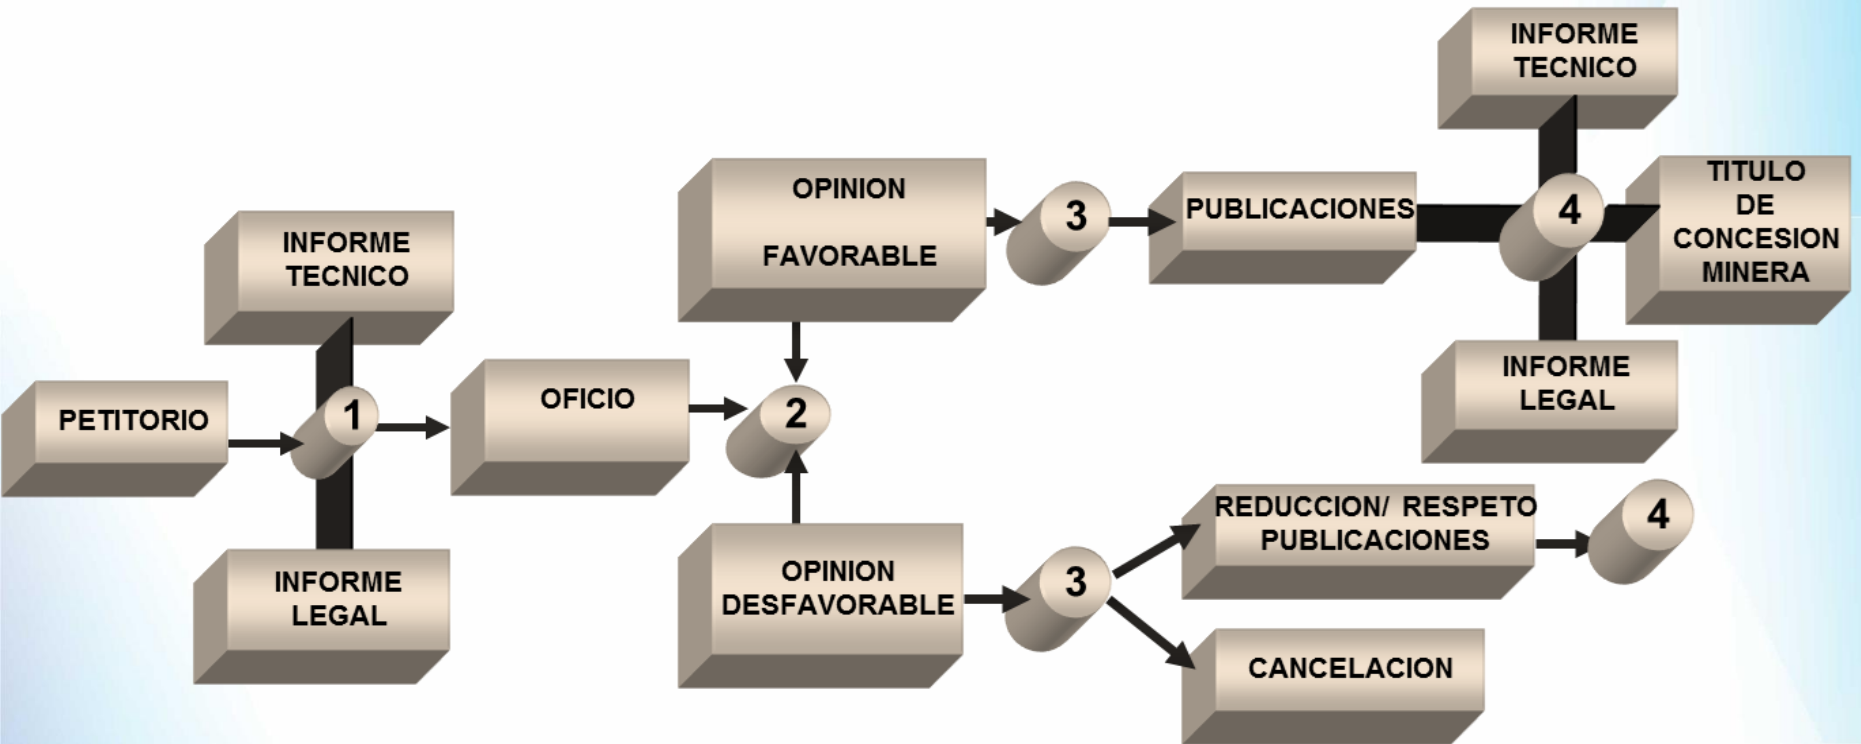 PETITORIO
INFORME
TECNICO
1
INFORME
LEGAL
OFICIO
2
OPINION
FAVORABLE
3
PUBLICACIONES
INFORME
TECNICO
4
TITULO
DE
CONCESION
MINERA
INFORME
LEGAL
OPINION
DESFAVORABLE
3
REDUCCION/ RESPETO
PUBLICACIONES
4
CANCELACION